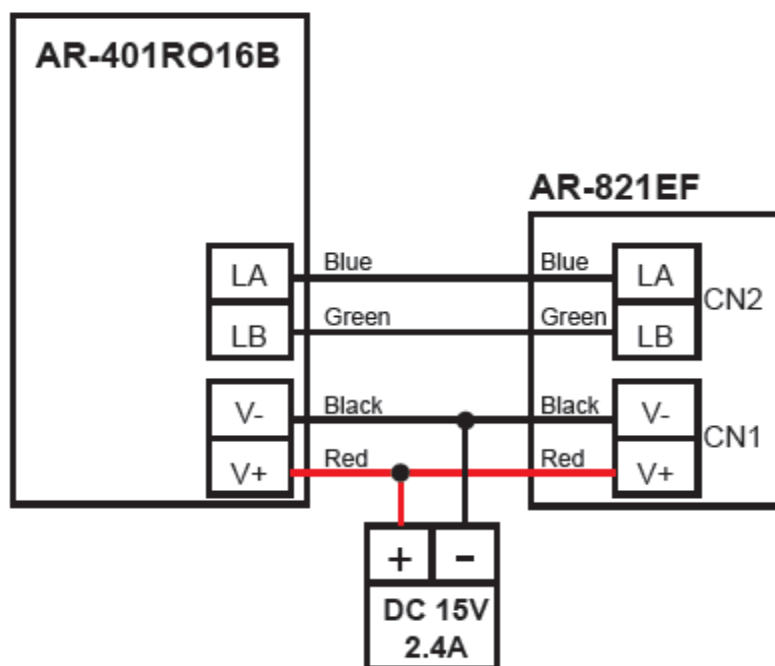 AR-401RO16B
AR-821EF
LA Blue Blue LA
CN2
LB Green Green LB
V- Black Black V-
CN1
V+ Red Red V+
+ -
DC 15V
2.4A